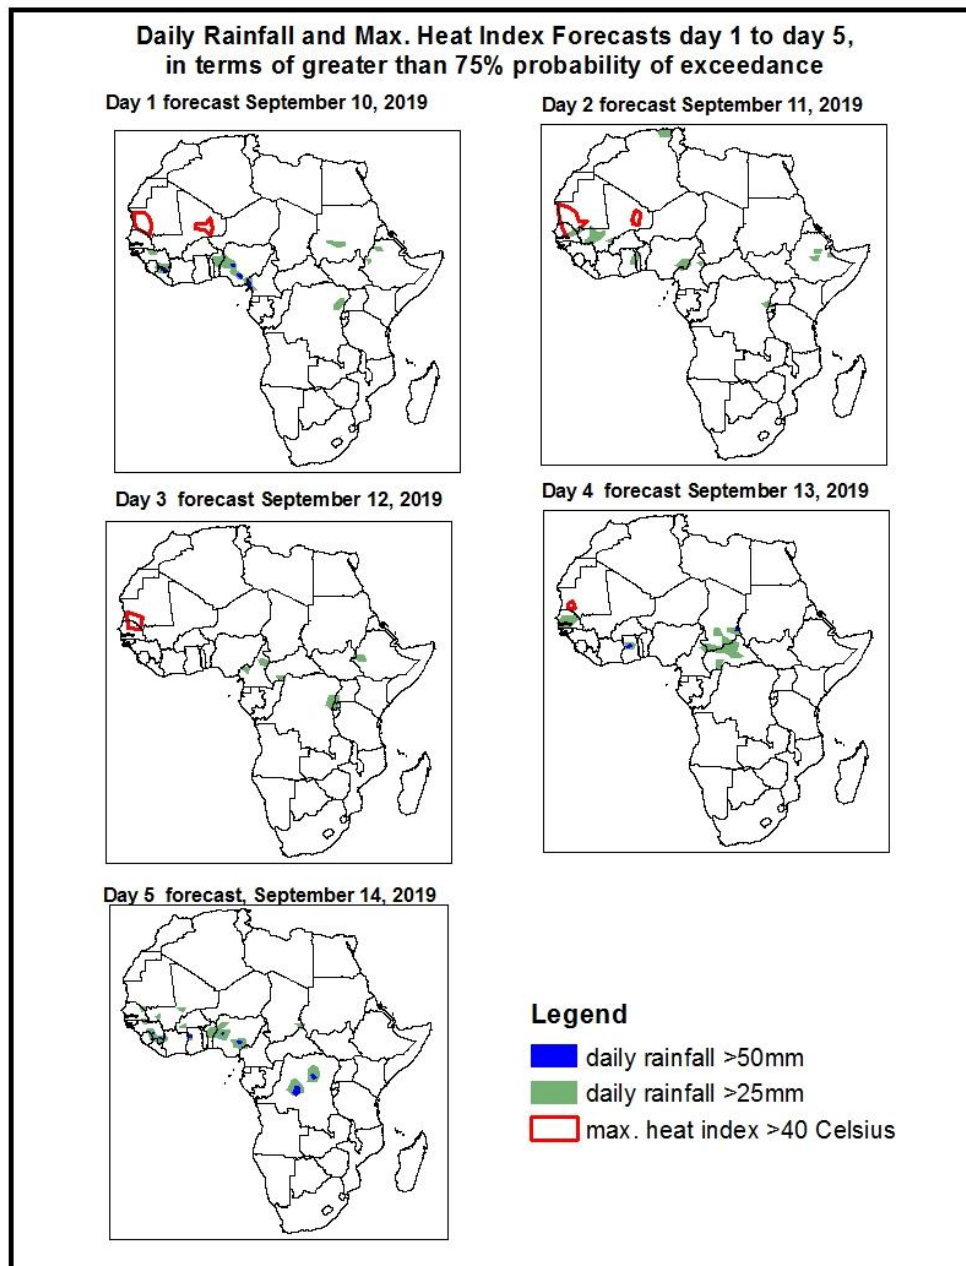 Daily Rainfall and Max. Heat Index Forecasts day 1 to day 5,
in terms of greater than 75% probability of exceedance
Day 1 forecast September 10, 2019
Day 2 forecast September 11, 2019
Day 3 forecast September 12, 2019
Day 4 forecast September 13, 2019
Day 5 forecast, September 14, 2019
Legend
daily rainfall >50mm
daily rainfall >25mm
max. heat index >40 Celsius